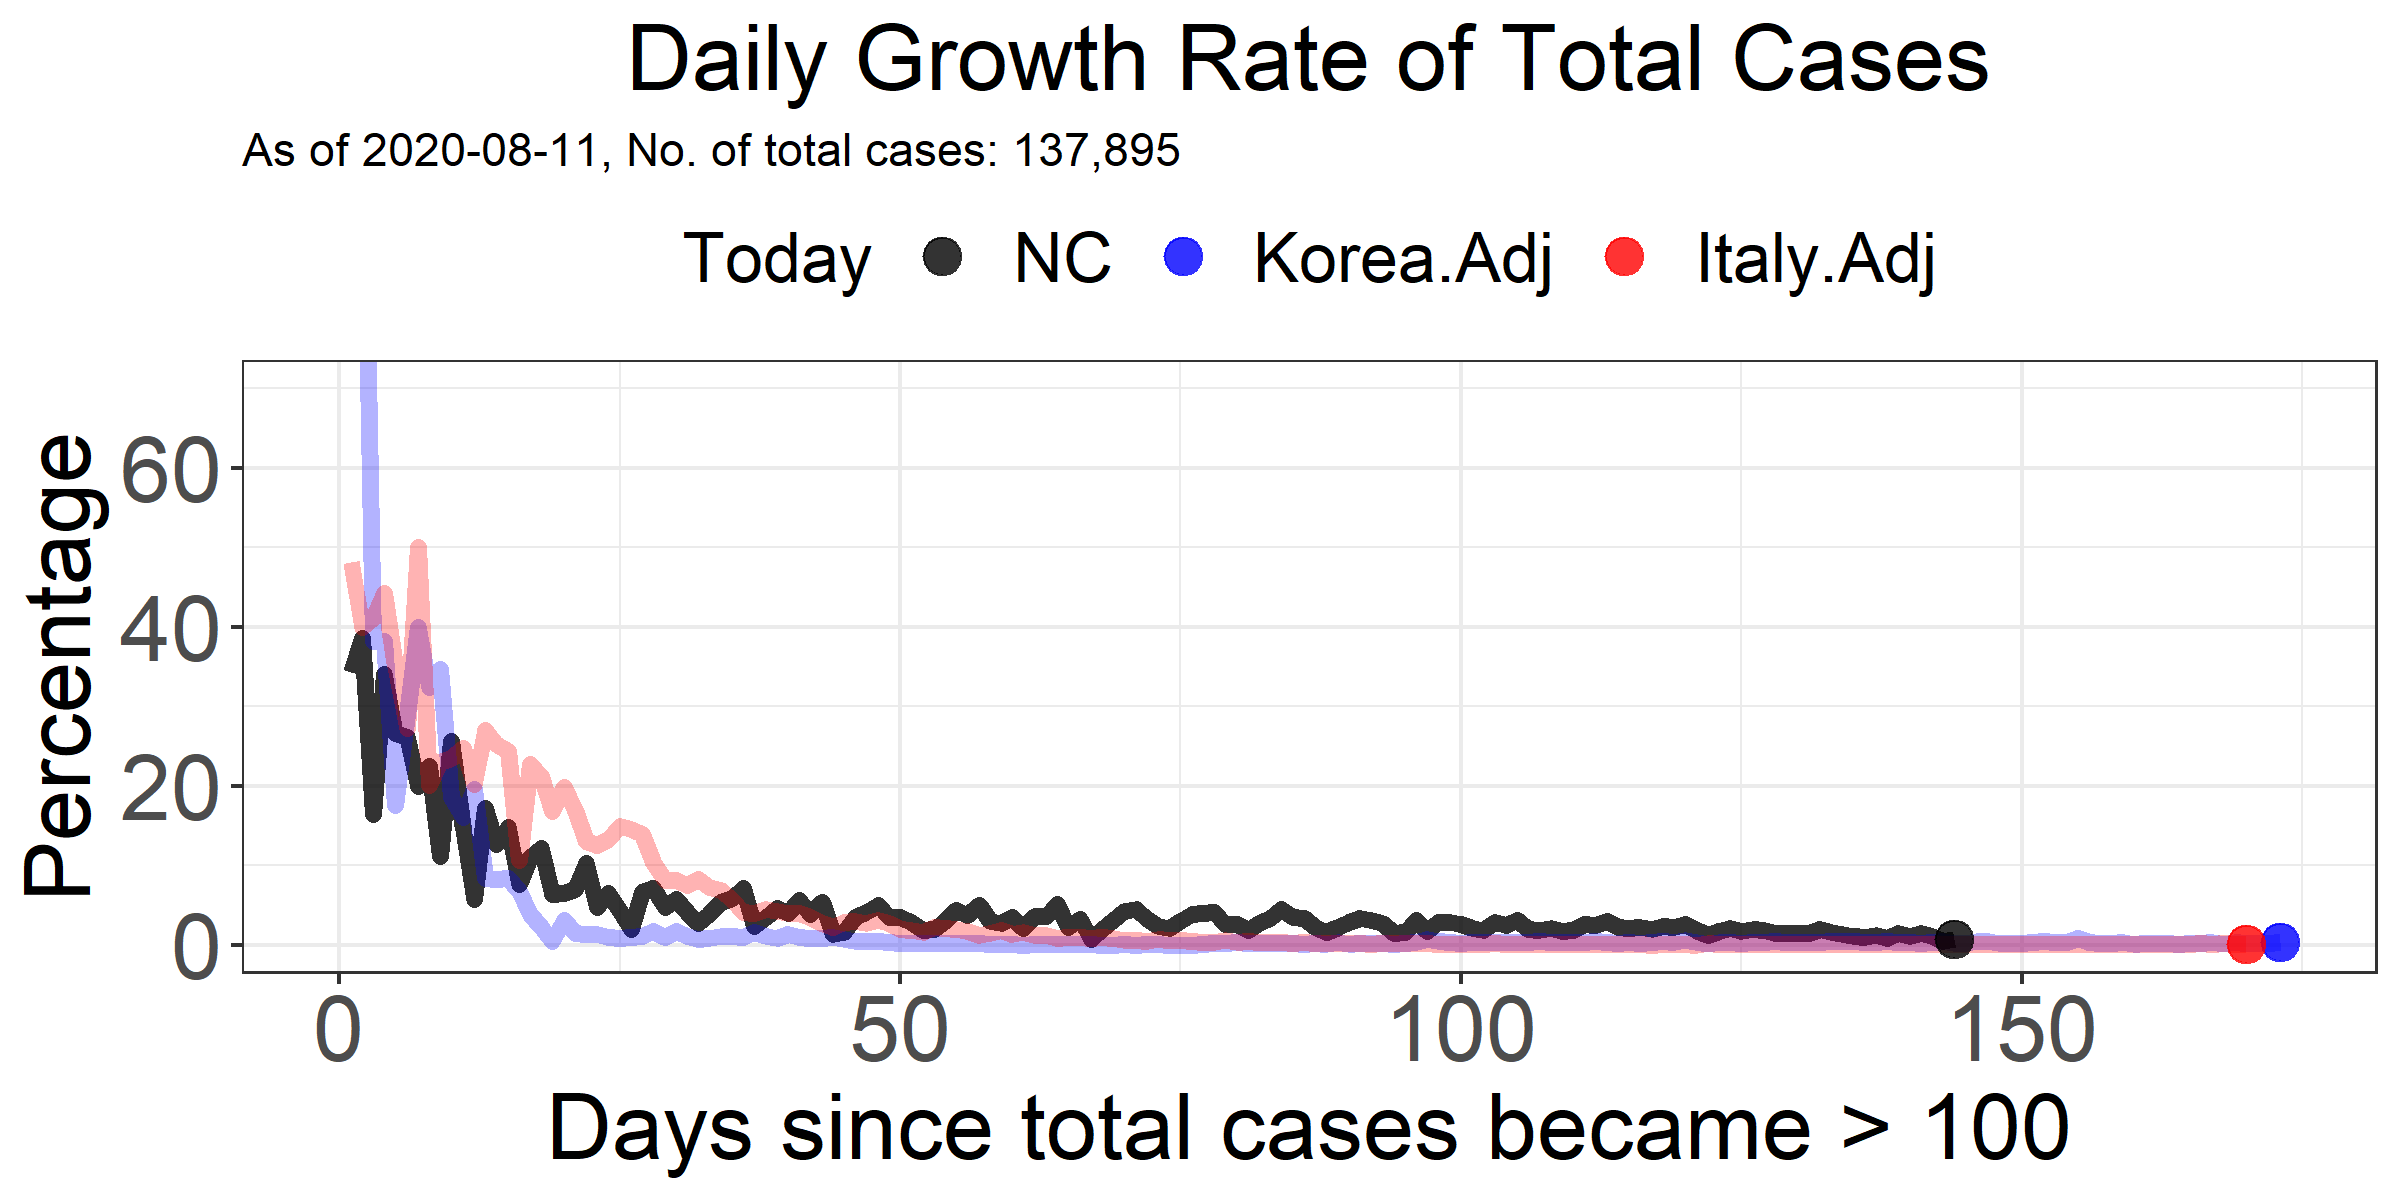 Daily Growth Rate of Total Cases
As of 2020-08-11, No. of total cases: 137,895
Today NC Korea.Adj Italy.Adj
Percentage
60
40
20
0
0 50 100 150
Days since total cases became > 100